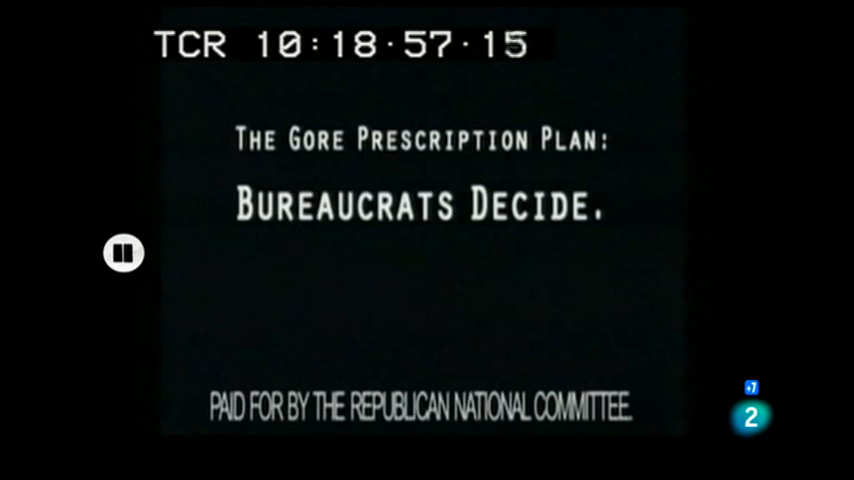 TCR 10:18:57:15
THE GORE PRESCRIPTION PLAN:
BUREAUCRATS DECIDE.
PAID FOR BY THE REPUBLICAN NATIONAL COMMITTEE.
+7
2